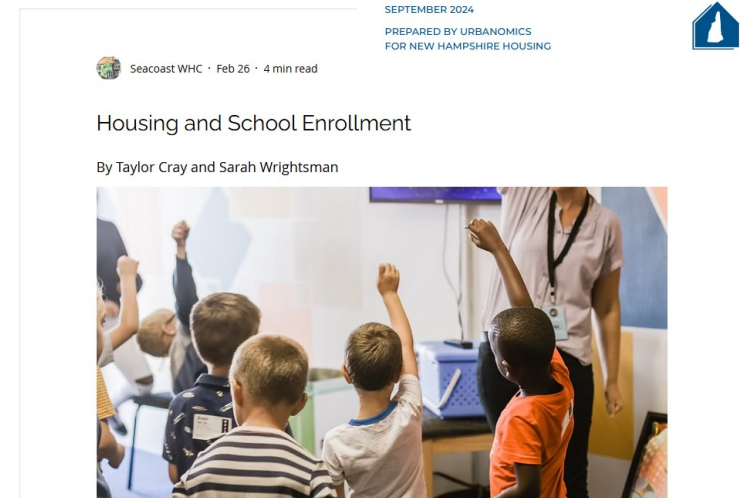 SEPTEMBER 2024
PREPARED BY URBANOMICS
FOR NEW HAMPSHIRE HOUSING
Seacoast WHC · Feb 26 · 4 min read
Housing and School Enrollment
By Taylor Cray and Sarah Wrightsman